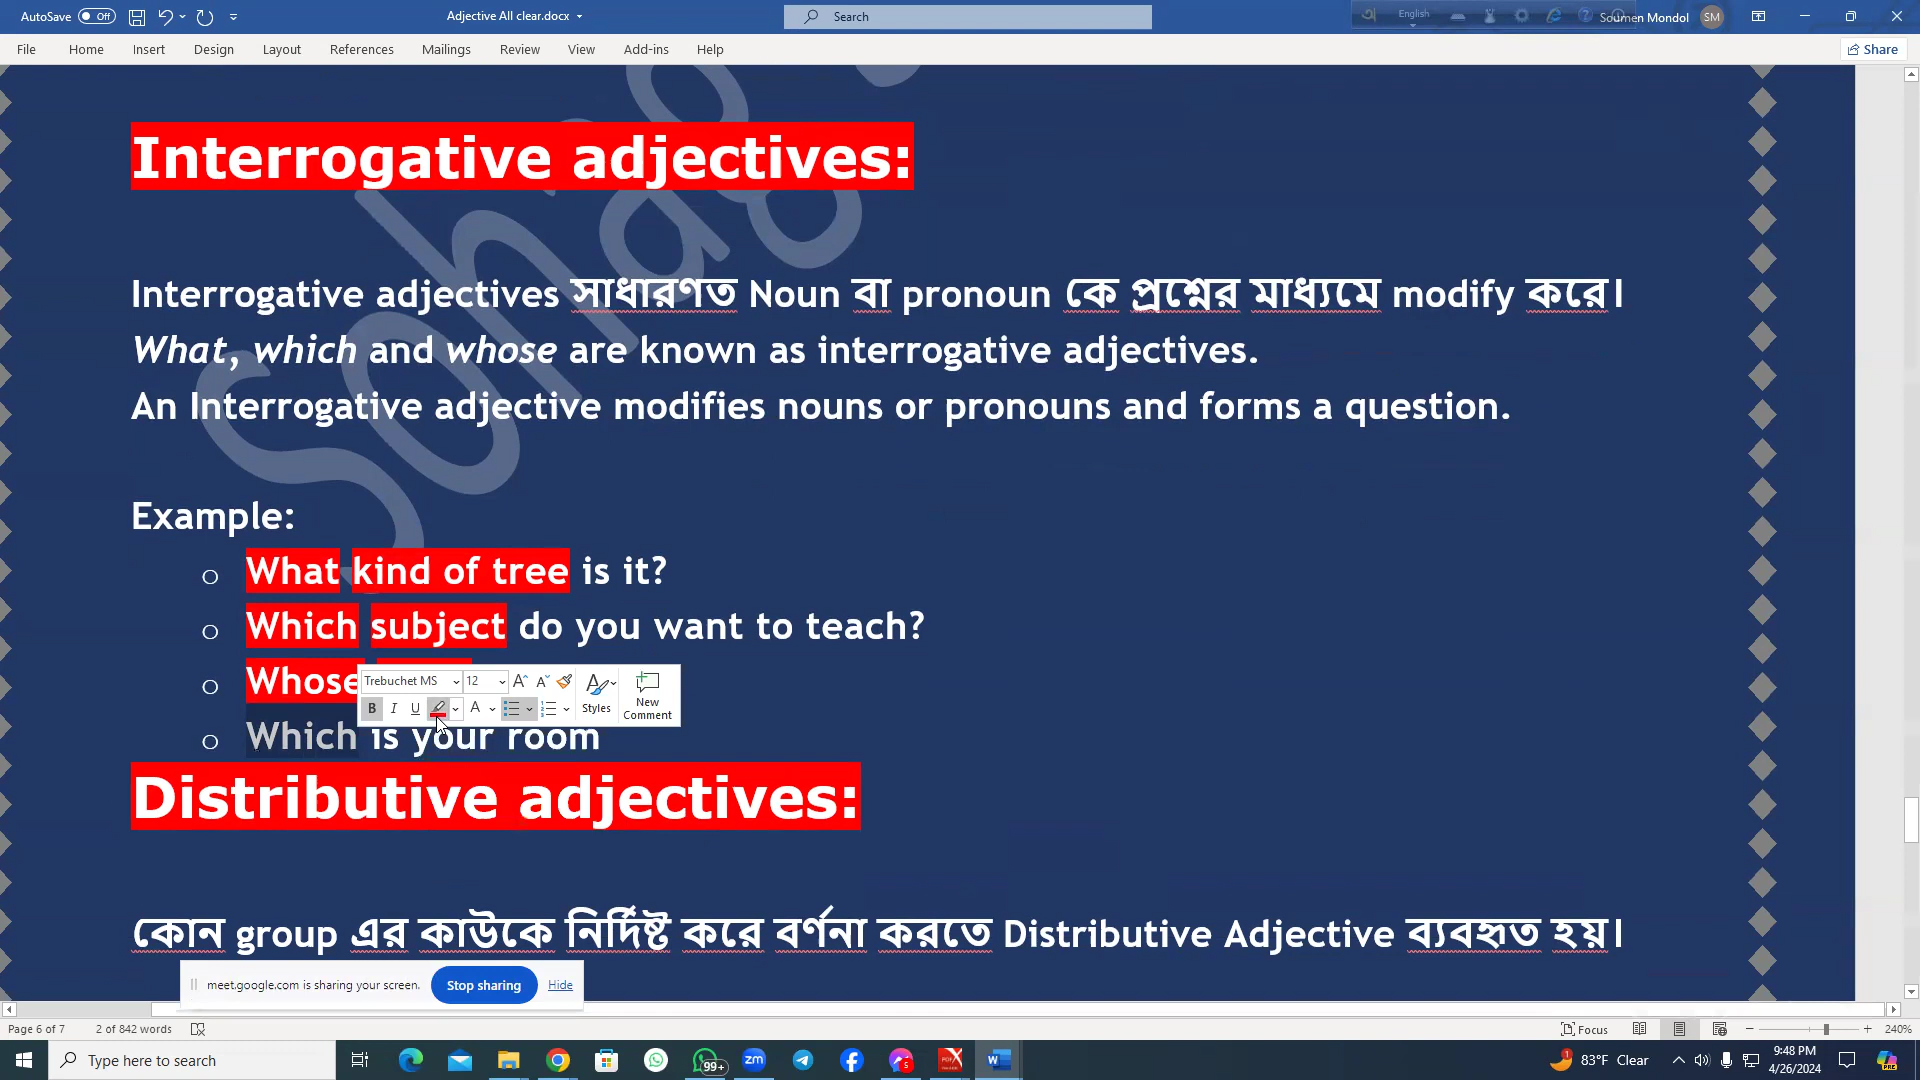 AutoSave Off Adjective All clear.docx Search English Soumen Mondol SM
File Home Insert Design Layout References Mailings Review View Add-ins Help Share
Interrogative adjectives:
Interrogative adjectives সাধারণত Noun বা pronoun কে প্রশ্নের মাধ্যমে modify করে।
What, which and whose are known as interrogative adjectives.
An Interrogative adjective modifies nouns or pronouns and forms a question.
Example:
o What kind of tree is it?
o Which subject do you want to teach?
o Whose
Trebuchet MS 12 A A Styles New Comment
B I U A
o Which is your room
Distributive adjectives:
কোন group এর কাউকে নির্দিষ্ট করে বর্ণনা করতে Distributive Adjective ব্যবহৃত হয়।
meet.google.com is sharing your screen. Stop sharing Hide
Page 6 of 7 2 of 842 words Focus 240%
Type here to search 99+ zm 5 W 1 83°F Clear 9:48 PM
4/26/2024